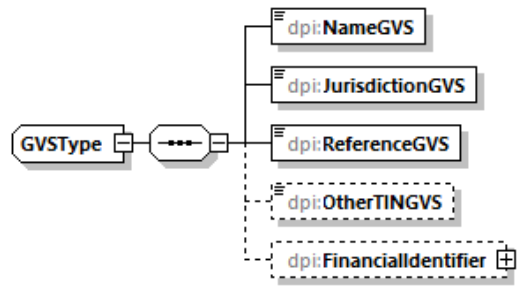 dpi:NameGVS
dpi:JurisdictionGVS
GVSType
dpi:ReferenceGVS
dpi:OtherTINGVS
dpi:FinancialIdentifier